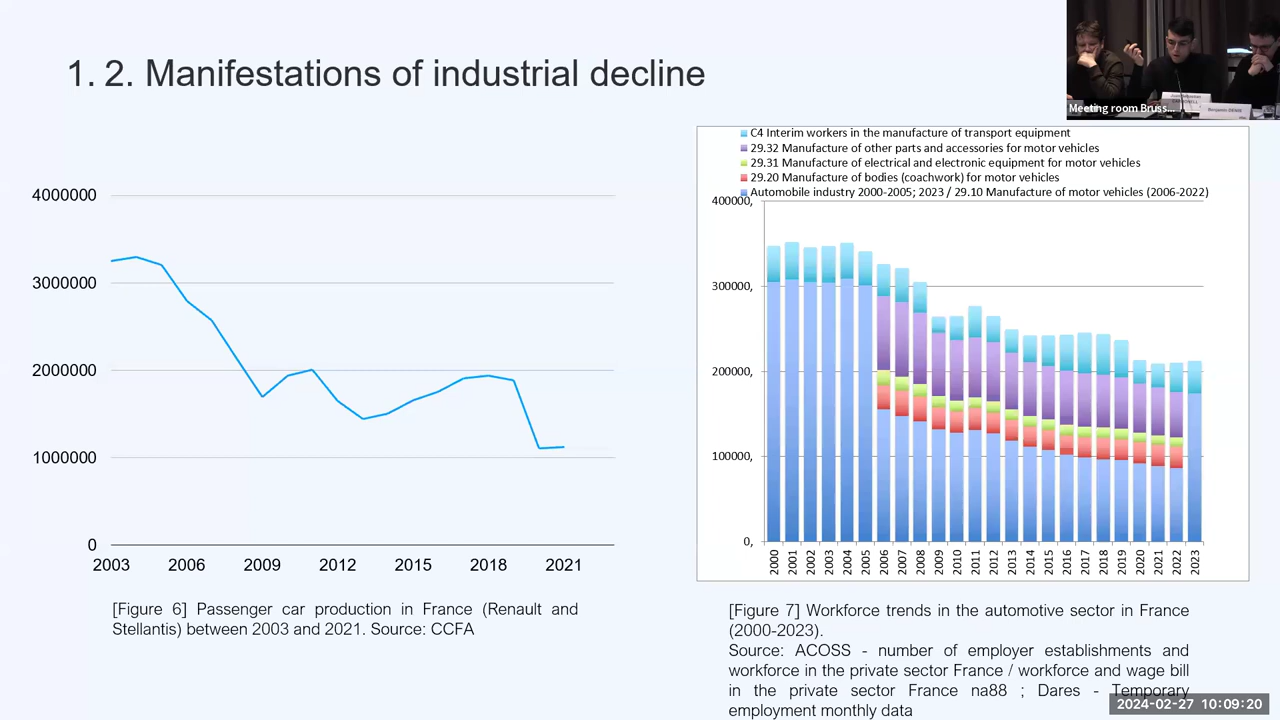 1. 2. Manifestations of industrial decline
Meeting room Bruss...
4000000
3000000
2000000
1000000
0
2003 2006 2009 2012 2015 2018 2021
[Figure 6] Passenger car production in France (Renault and
Stellantis) between 2003 and 2021. Source: CCFA
C4 Interim workers in the manufacture of transport equipment
29.32 Manufacture of other parts and accessories for motor vehicles
29.31 Manufacture of electrical and electronic equipment for motor vehicles
29.20 Manufacture of bodies (coachwork) for motor vehicles
Automobile industry 2000-2005; 2023 / 29.10 Manufacture of motor vehicles (2006-2022)
400000,
300000,
200000,
100000,
0,
2000 2001 2002 2003 2004 2005 2006 2007 2008 2009 2010 2011 2012 2013 2014 2015 2016 2017 2018 2019 2020 2021 2022 2023
[Figure 7] Workforce trends in the automotive sector in France
(2000-2023).
Source: ACOSS - number of employer establishments and
workforce in the private sector France / workforce and wage bill
in the private sector France na88 ; Dares - Temporary
employment monthly data
2024-02-27 10:09:20